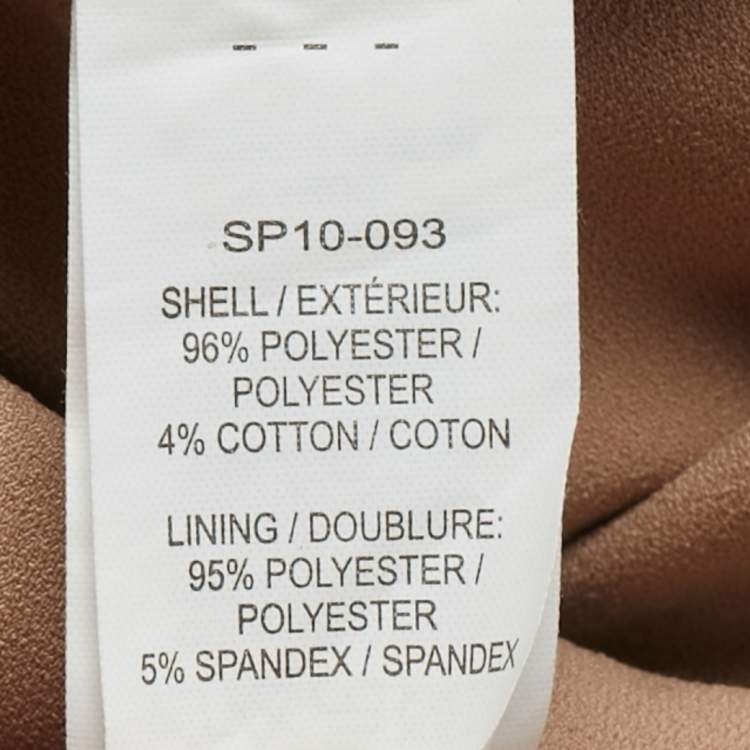 SP10-093
SHELL / EXTÉRIEUR:
96% POLYESTER /
POLYESTER
4% COTTON / COTON
LINING / DOUBLURE:
95% POLYESTER /
POLYESTER
5% SPANDEX / SPANDEX